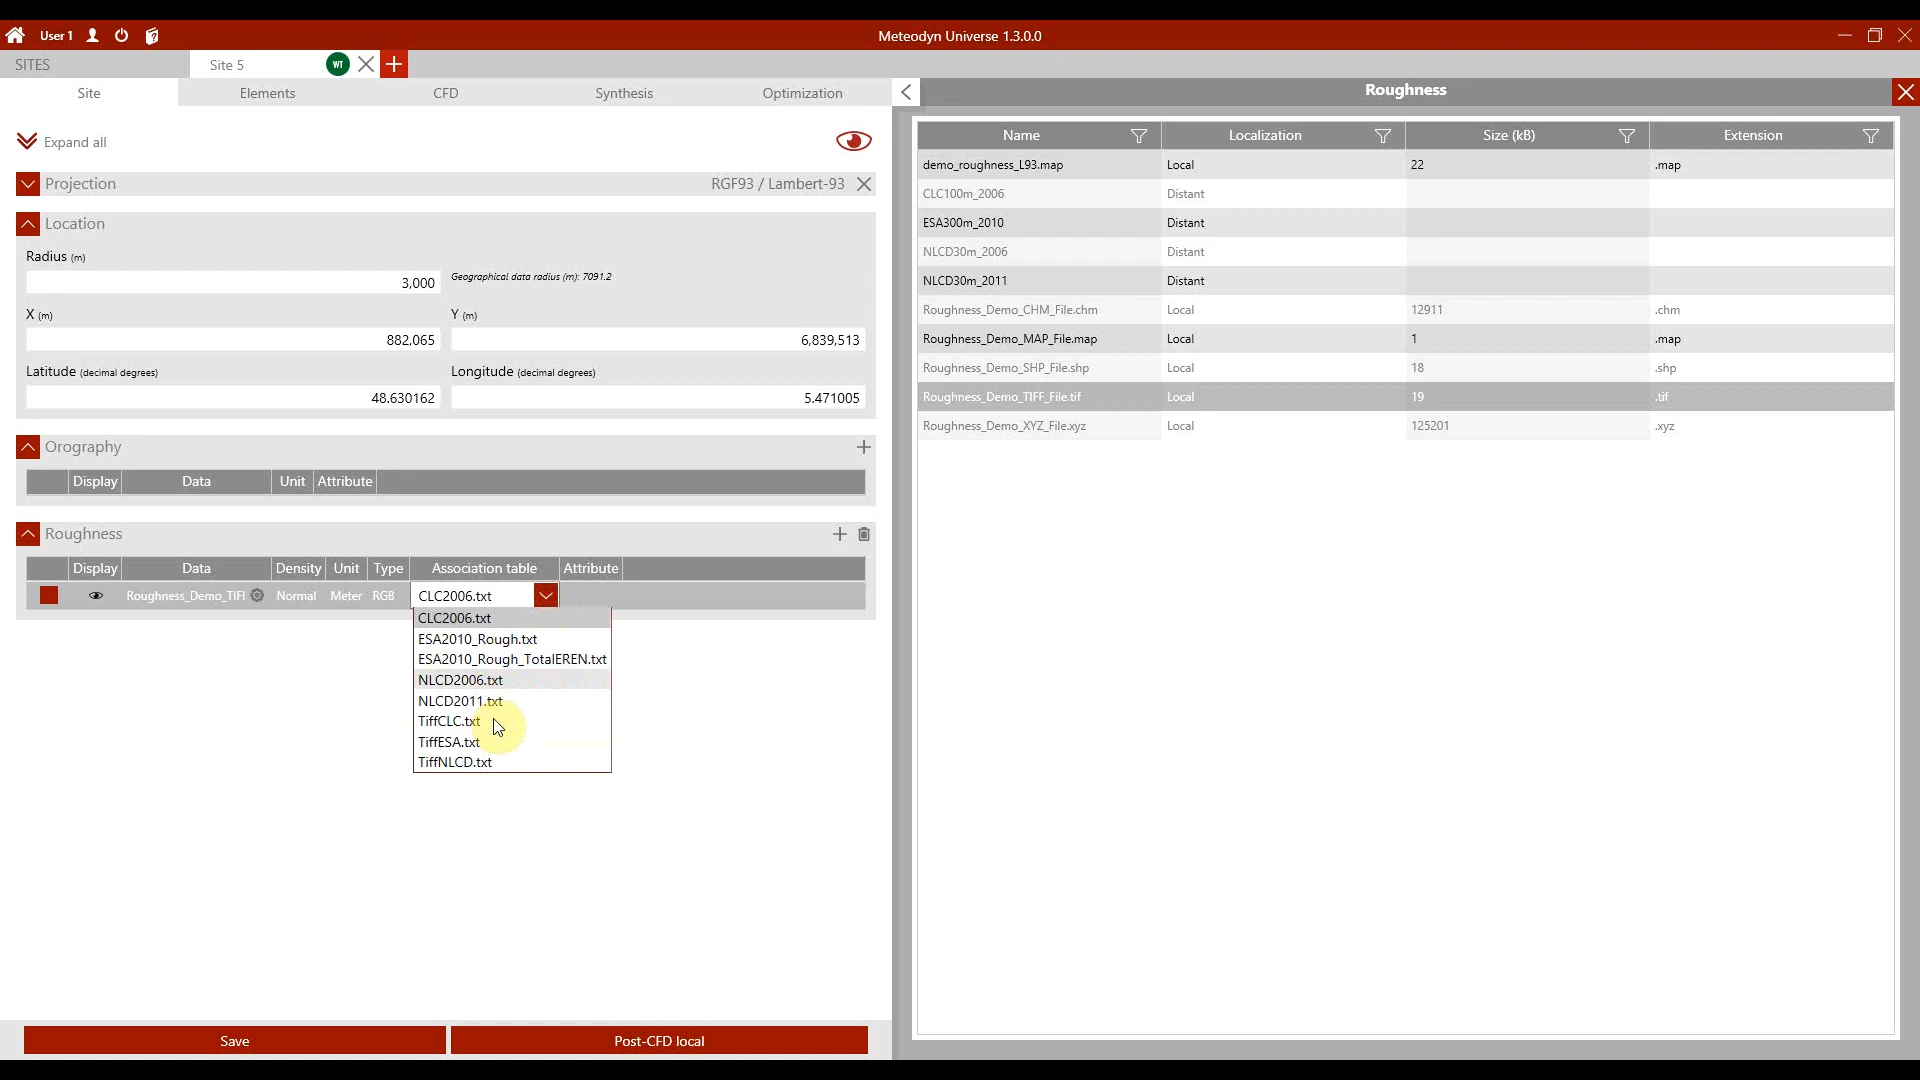 User 1
Meteodyn Universe 1.3.0.0
SITES
Site 5
WT
Site
Elements
CFD
Synthesis
Optimization
Roughness
Expand all
Projection
RGF93 / Lambert-93
Location
Radius (m)
3,000
Geographical data radius (m): 7091.2
X (m)
882,065
Y (m)
6,839,513
Latitude (decimal degrees)
48.630162
Longitude (decimal degrees)
5.471005
Orography
Display Data Unit Attribute
Roughness
Display Data Density Unit Type Association table Attribute
Roughness_Demo_TIFI Normal Meter RGB CLC2006.txt
CLC2006.txt
ESA2010_Rough.txt
ESA2010_Rough_TotalEREN.txt
NLCD2006.txt
NLCD2011.txt
TiffCLC.txt
TiffESA.txt
TiffNLCD.txt
Save
Post-CFD local
Name Localization Size (kB) Extension
demo_roughness_L93.map Local 22 .map
CLC100m_2006 Distant
ESA300m_2010 Distant
NLCD30m_2006 Distant
NLCD30m_2011 Distant
Roughness_Demo_CHM_File.chm Local 12911 .chm
Roughness_Demo_MAP_File.map Local 1 .map
Roughness_Demo_SHP_File.shp Local 18 .shp
Roughness_Demo_TIFF_File.tif Local 19 .tif
Roughness_Demo_XYZ_File.xyz Local 125201 .xyz